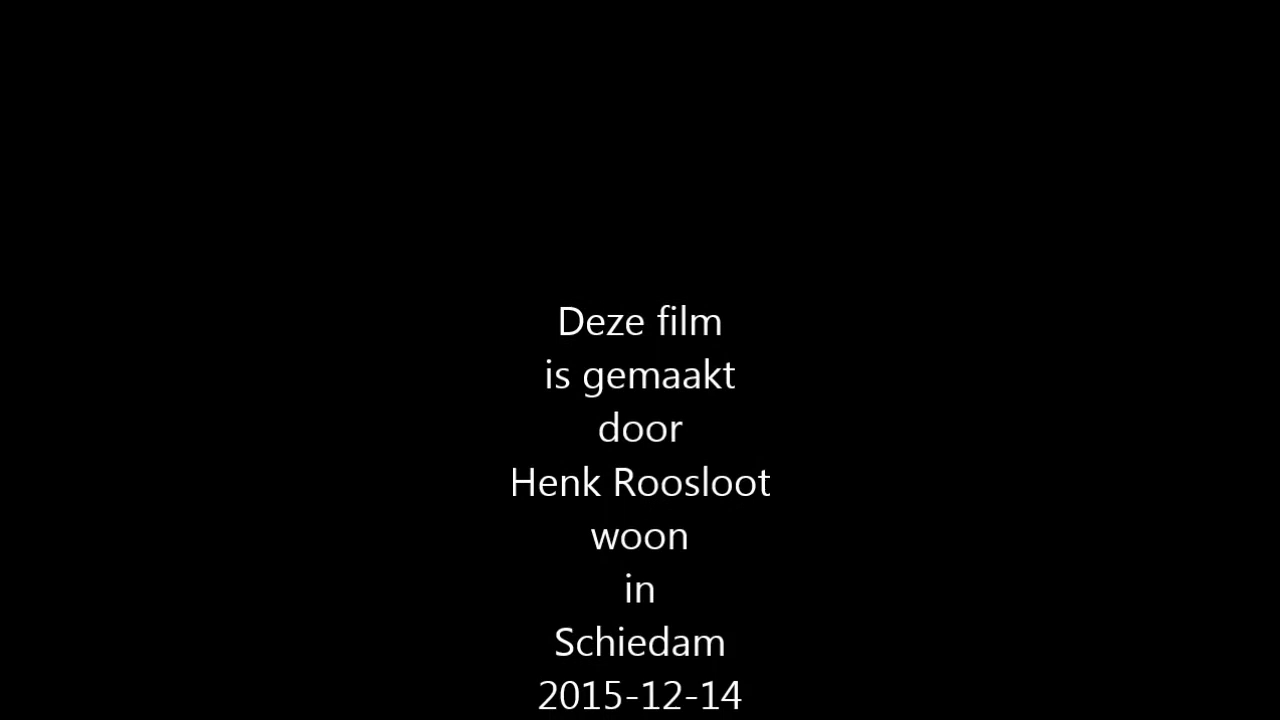 Deze film
is gemaakt
door
Henk Roosloot
woon
in
Schiedam
2015-12-14